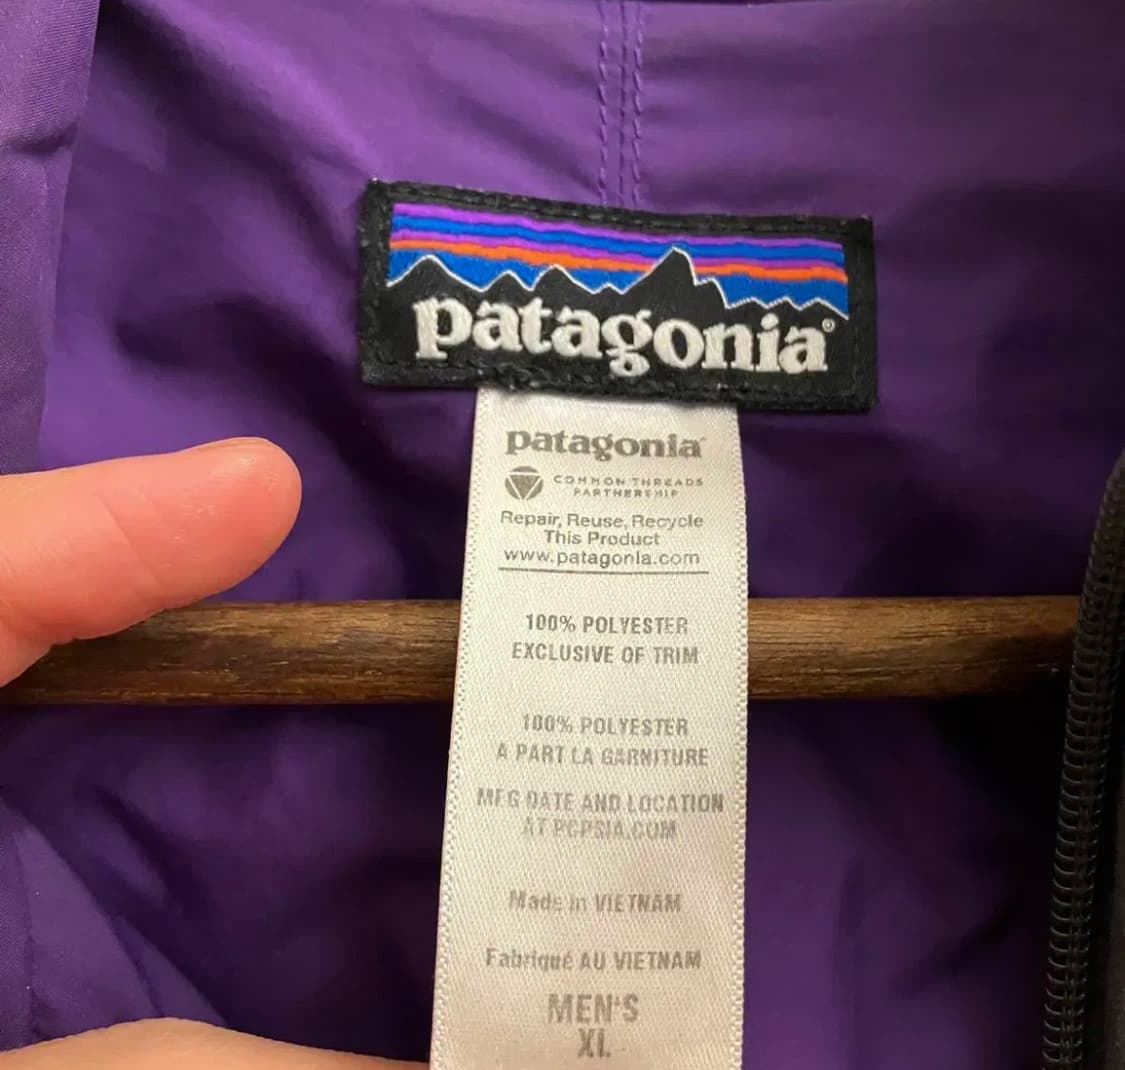 patagonia®
patagonia
COMMON THREADS
PARTNERSHIP
Repair, Reuse, Recycle
This Product
www.patagonia.com
100% POLYESTER
EXCLUSIVE OF TRIM
100% POLYESTER
A PART LA GARNITURE
MFG DATE AND LOCATION
AT PCPSIA.COM
Made in VIETNAM
Fabriqué AU VIETNAM
MEN'S
XL